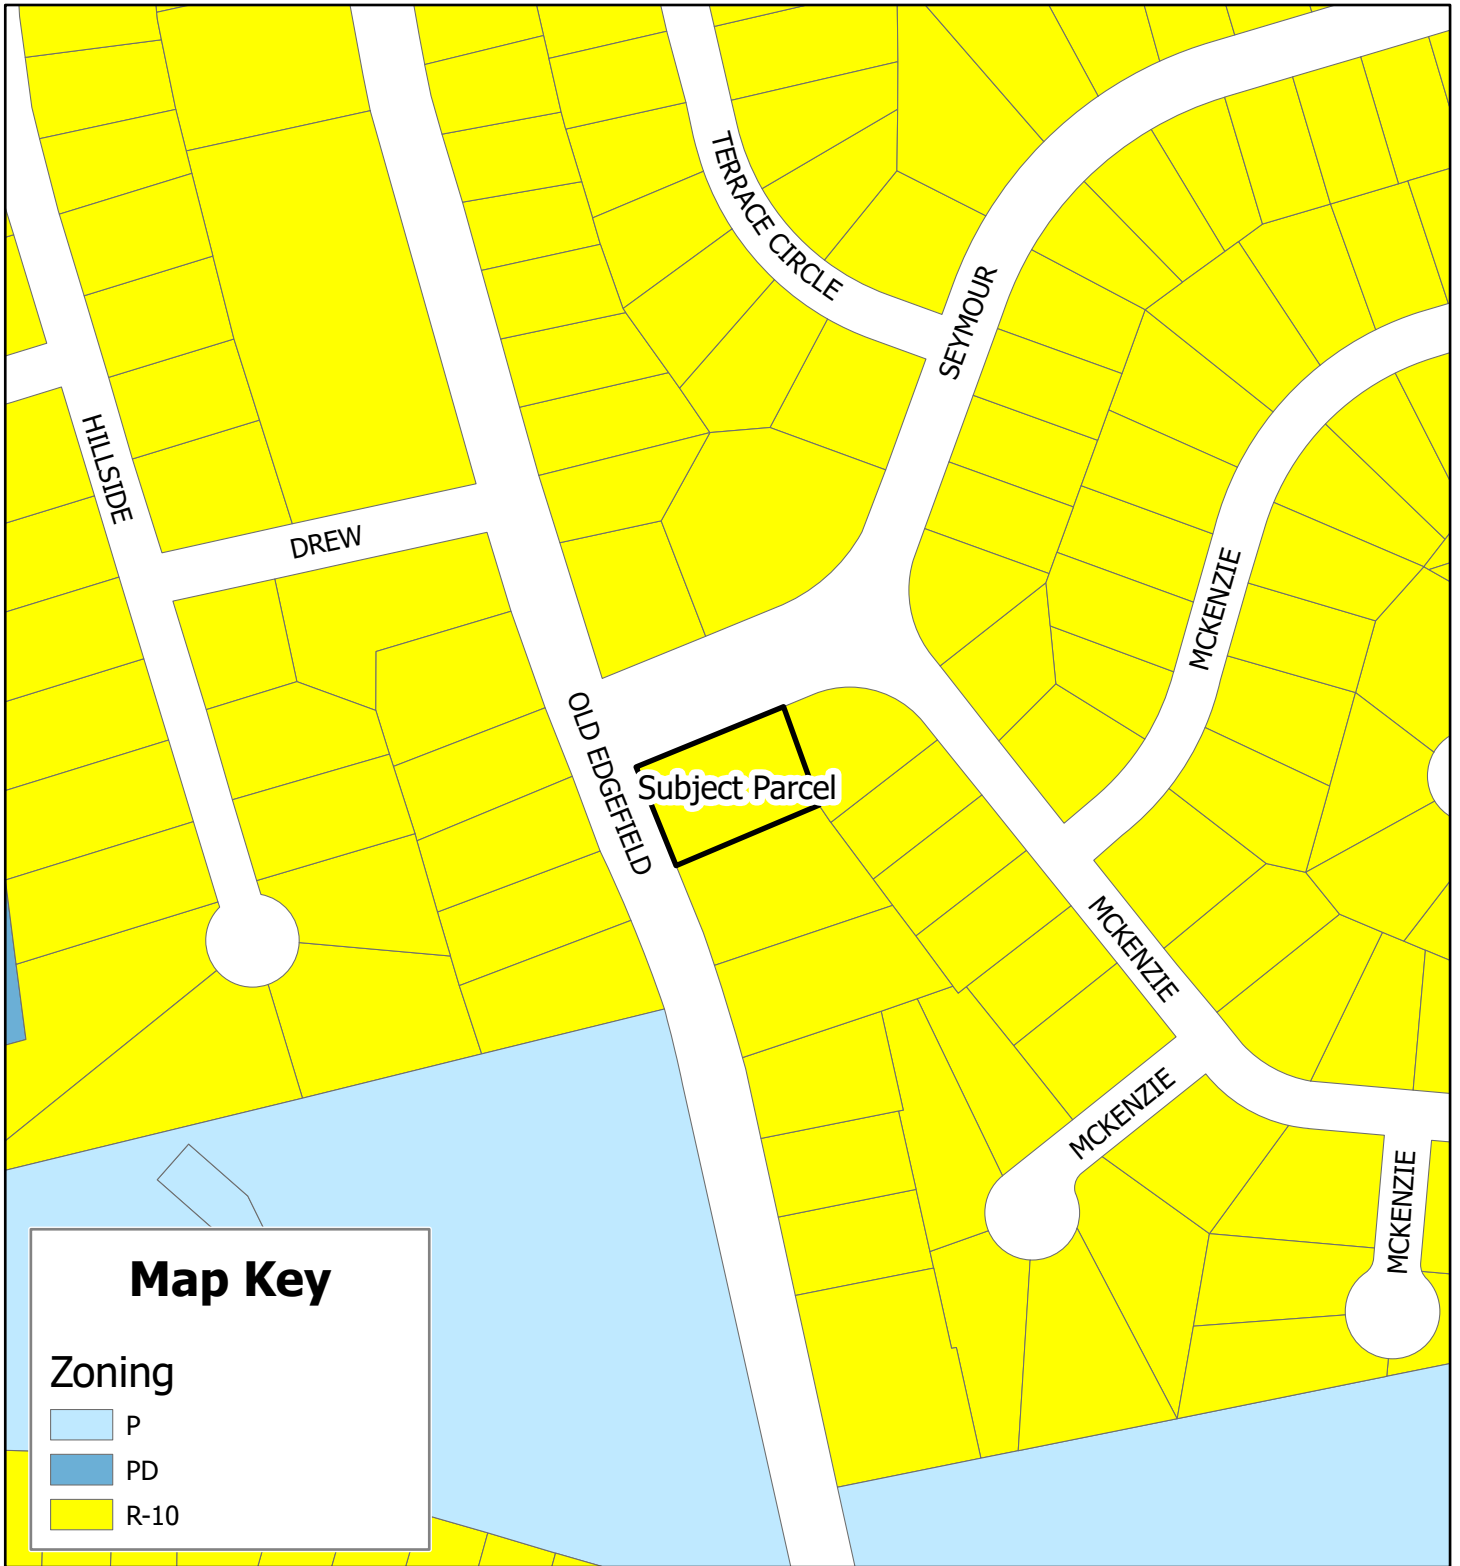 TERRACE CIRCLE
SEYMOUR
HILLSIDE
DREW
MCKENZIE
OLD EDGEFIELD
Subject Parcel
MCKENZIE
MCKENZIE
MCKENZIE
Map Key
Zoning
P
PD
R-10